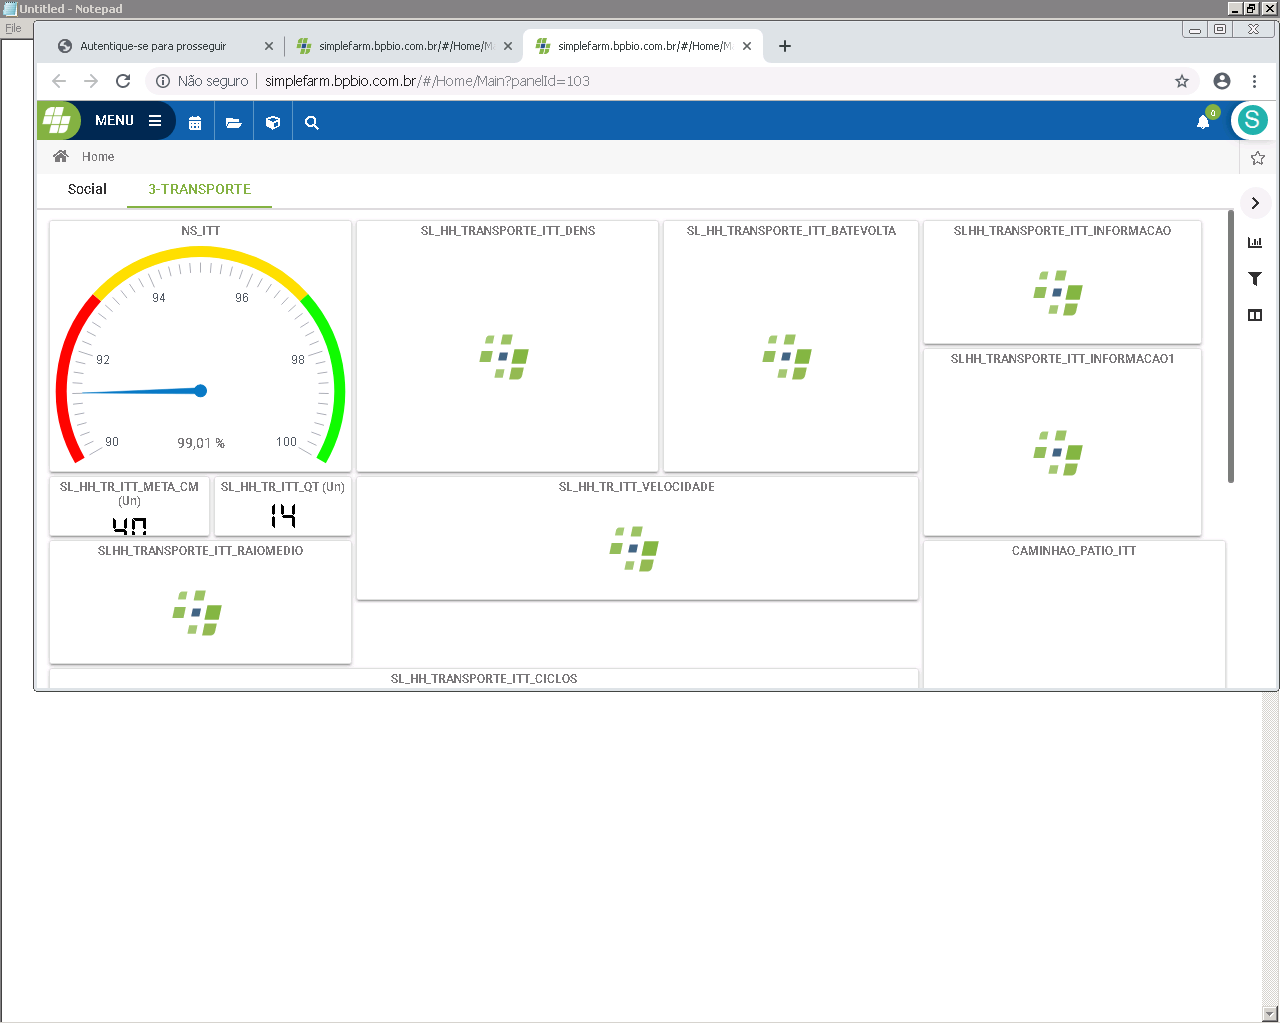 Untitled - Notepad
File
Autentique-se para prosseguir
simplefarm.bpbio.com.br/#/Home/M
simplefarm.bpbio.com.br/#/Home/M
Não seguro
simplefarm.bpbio.com.br/#/Home/Main?panelId=103
MENU
S
Home
Social
3-TRANSPORTE
NS_ITT
94
96
92
98
90
99,01 %
100
SL_HH_TRANSPORTE_ITT_DENS
SL_HH_TRANSPORTE_ITT_BATEVOLTA
SLHH_TRANSPORTE_ITT_INFORMACAO
SLHH_TRANSPORTE_ITT_INFORMACAO1
SL_HH_TR_ITT_META_CM
(Un)
40
SL_HH_TR_ITT_QT (Un)
14
SL_HH_TR_ITT_VELOCIDADE
SLHH_TRANSPORTE_ITT_RAIOMEDIO
CAMINHAO_PATIO_ITT
SL_HH_TRANSPORTE_ITT_CICLOS